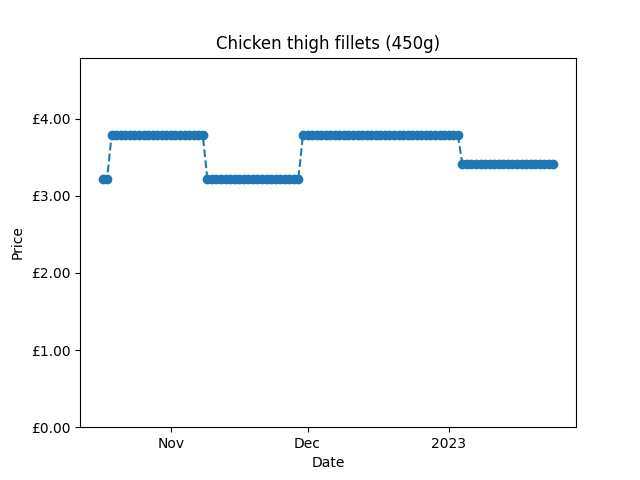 Chicken thigh fillets (450g)
£4.00
£3.00
£2.00
£1.00
£0.00
Price
Nov
Dec
2023
Date